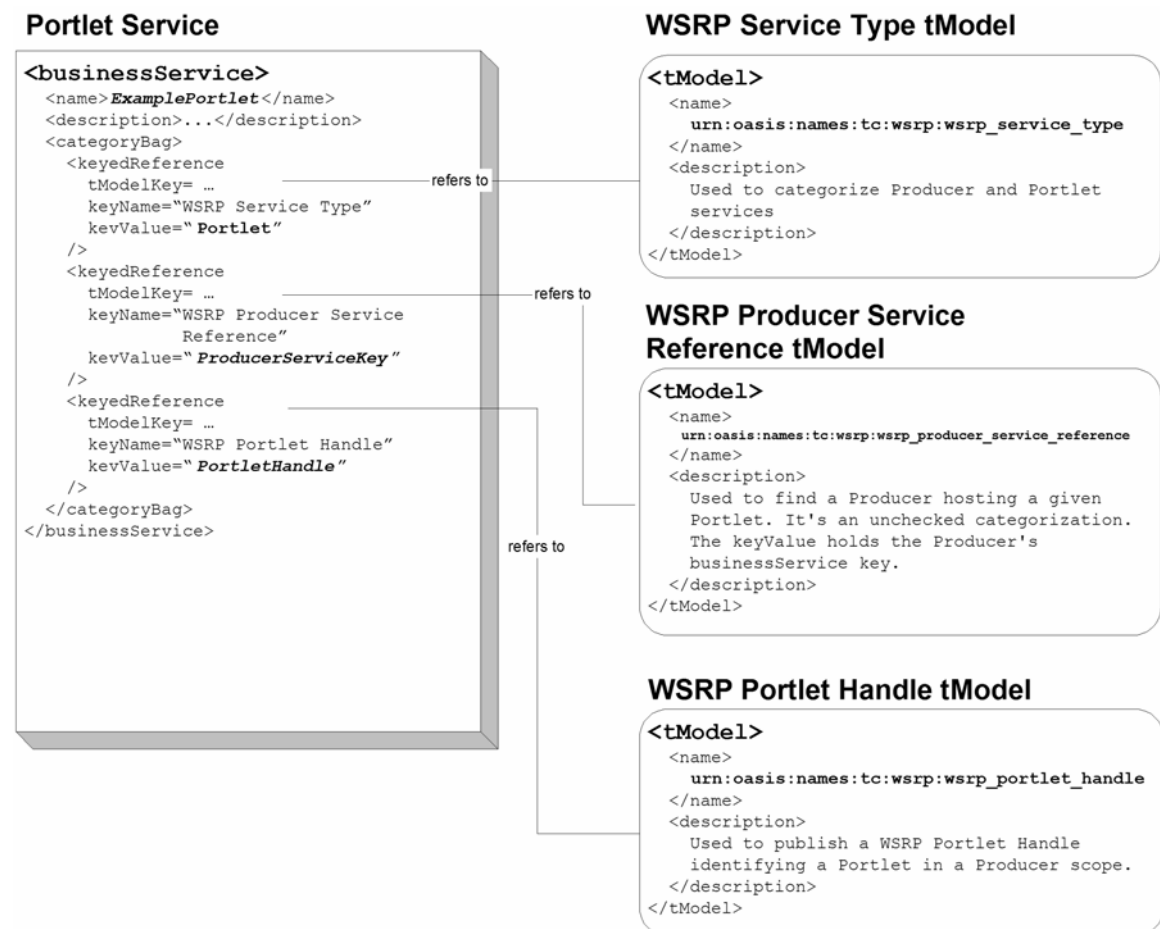 Portlet Service
<businessService>
<name>ExamplePortlet</name>
<description>...</description>
<categoryBag>
<keyedReference
tModelKey= …
keyName=“WSRP Service Type”
kevValue=“Portlet”
/>
<keyedReference
tModelKey= …
keyName=“WSRP Producer Service
Reference”
kevValue=“ProducerServiceKey”
/>
<keyedReference
tModelKey= …
keyName=“WSRP Portlet Handle”
kevValue=“PortletHandle”
/>
</categoryBag>
</businessService>
refers to
refers to
refers to
WSRP Service Type tModel
<tModel>
<name>
urn:oasis:names:tc:wsrp:wsrp_service_type
</name>
<description>
Used to categorize Producer and Portlet
services
</description>
</tModel>
WSRP Producer Service
Reference tModel
<tModel>
<name>
urn:oasis:names:tc:wsrp:wsrp_producer_service_reference
</name>
<description>
Used to find a Producer hosting a given
Portlet. It's an unchecked categorization.
The keyValue holds the Producer's
businessService key.
</description>
</tModel>
WSRP Portlet Handle tModel
<tModel>
<name>
urn:oasis:names:tc:wsrp:wsrp_portlet_handle
</name>
<description>
Used to publish a WSRP Portlet Handle
identifying a Portlet in a Producer scope.
</description>
</tModel>